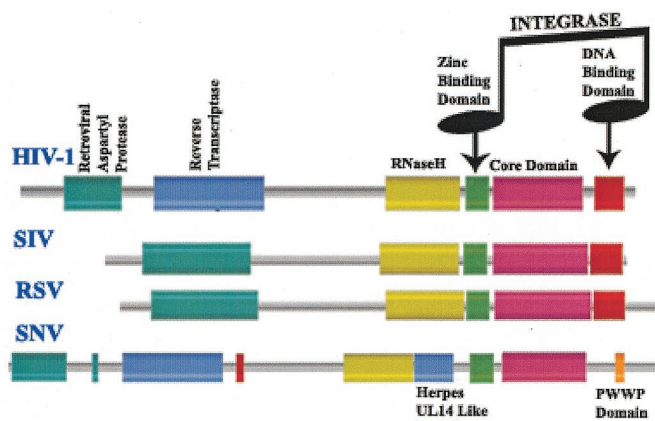 INTEGRASE
Zinc
Binding
Domain
DNA
Binding
Domain
Retroviral
Aspartyl
Protease
Reverse
Transcriptase
HIV-1
RNaseH
Core Domain
SIV
RSV
SNV
Herpes
UL14 Like
PWWP
Domain